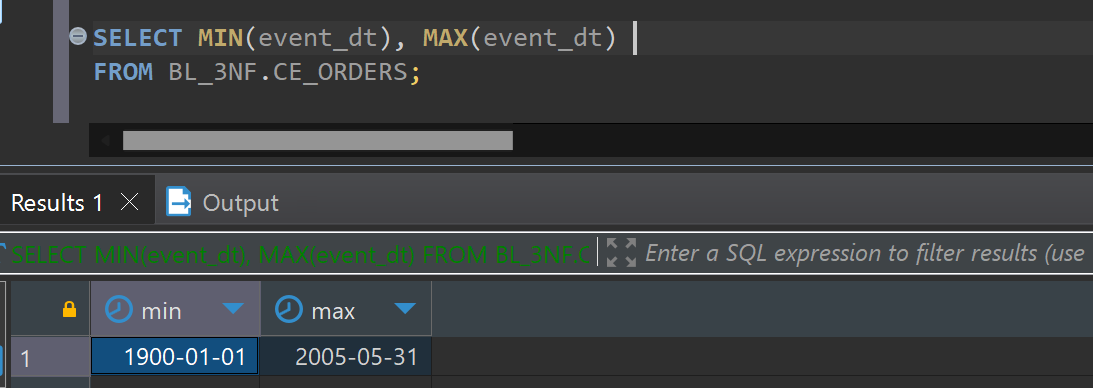 SELECT MIN(event_dt), MAX(event_dt)
FROM BL_3NF.CE_ORDERS;
Results 1
Output
SELECT MIN(event_dt), MAX(event_dt) FROM BL_3NF.C
Enter a SQL expression to filter results (use
min max
1 1900-01-01 2005-05-31